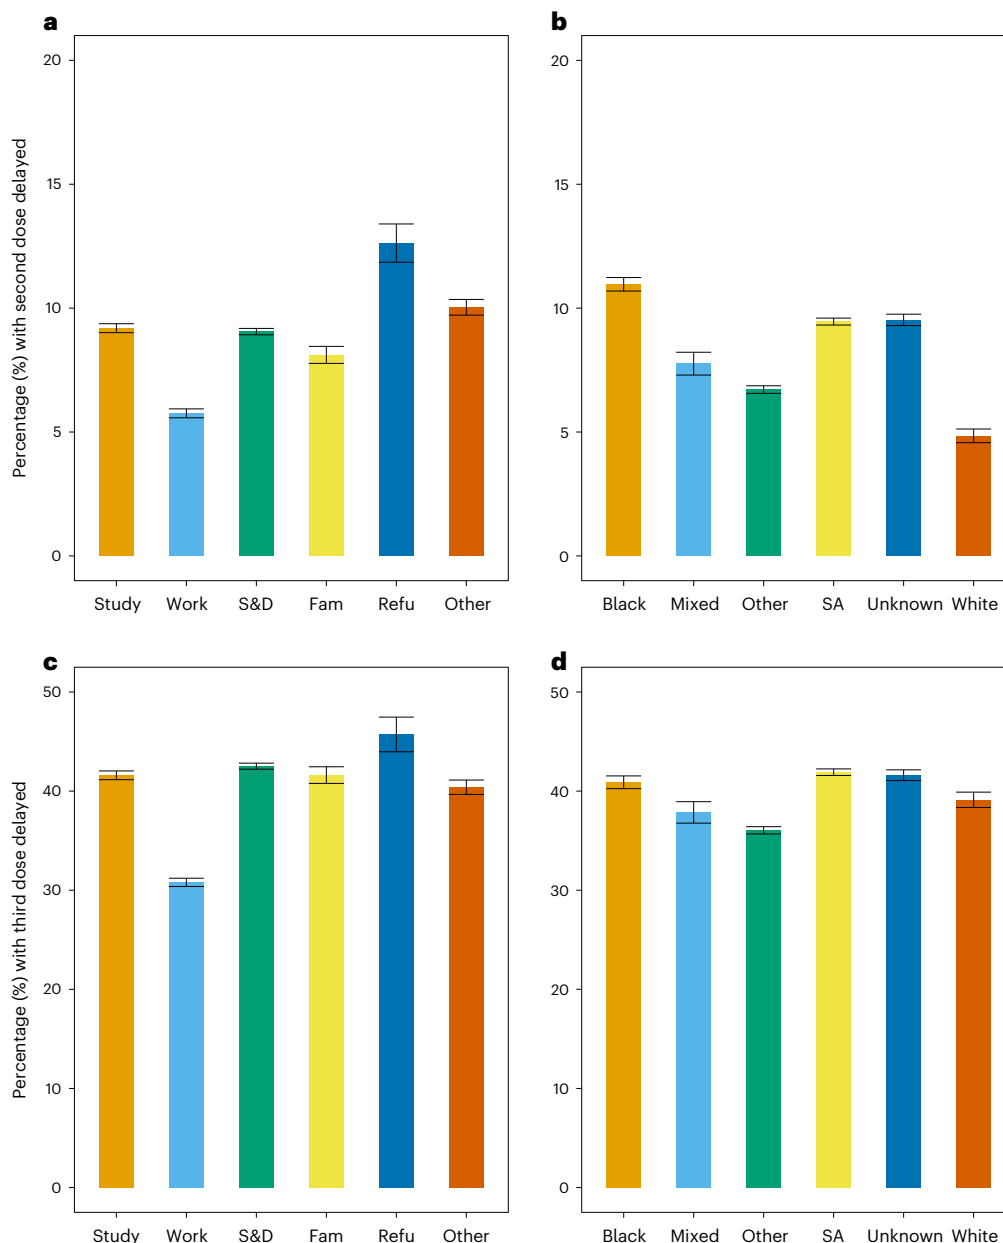 a
Percentage (%) with second dose delayed
20
15
10
5
0
Study Work S&D Fam Refu Other
b
20
15
10
5
0
Black Mixed Other SA Unknown White
c
Percentage (%) with third dose delayed
50
40
30
20
10
0
Study Work S&D Fam Refu Other
d
50
40
30
20
10
0
Black Mixed Other SA Unknown White